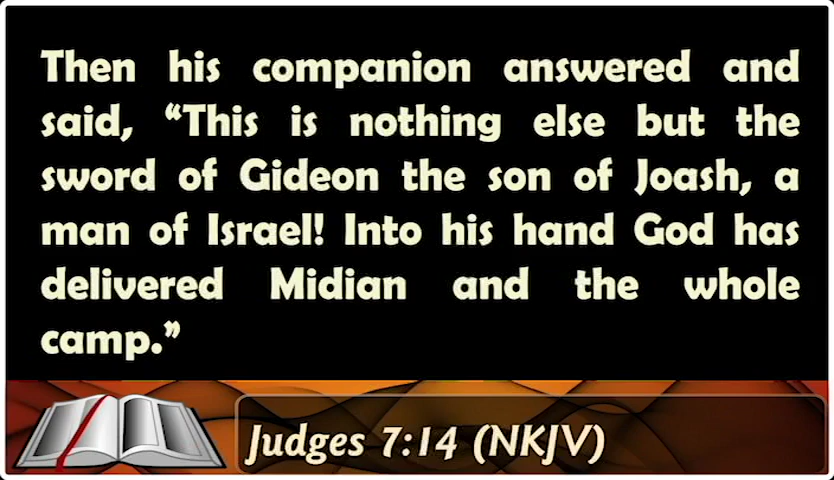 Then his companion answered and
said, “This is nothing else but the
sword of Gideon the son of Joash, a
man of Israel! Into his hand God has
delivered Midian and the whole
camp.”
Judges 7:14 (NKJV)